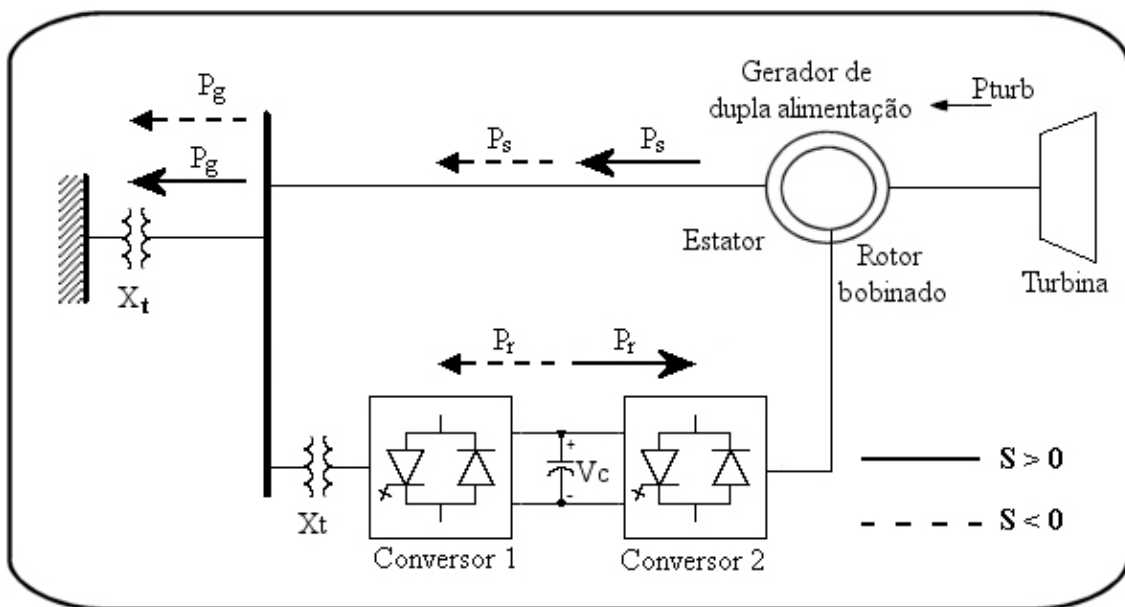 Gerador de
dupla alimentação
Pturb
Pg
Pg
Ps
Ps
Estator
Rotor
bobinado
Turbina
Xt
Pr
Pr
+
Vc
-
Xt
Conversor 1
Conversor 2
S > 0
S < 0